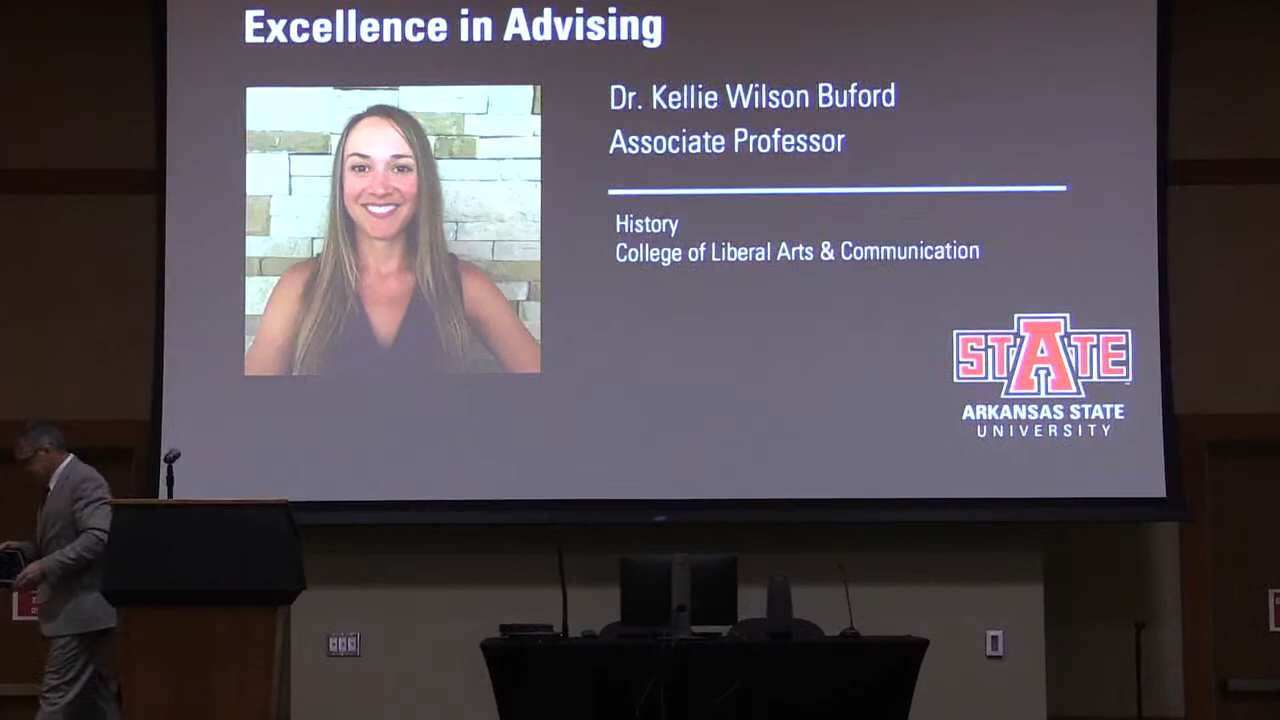 Excellence in Advising
Dr. Kellie Wilson Buford
Associate Professor
History
College of Liberal Arts & Communication
STATE
ARKANSAS STATE
UNIVERSITY